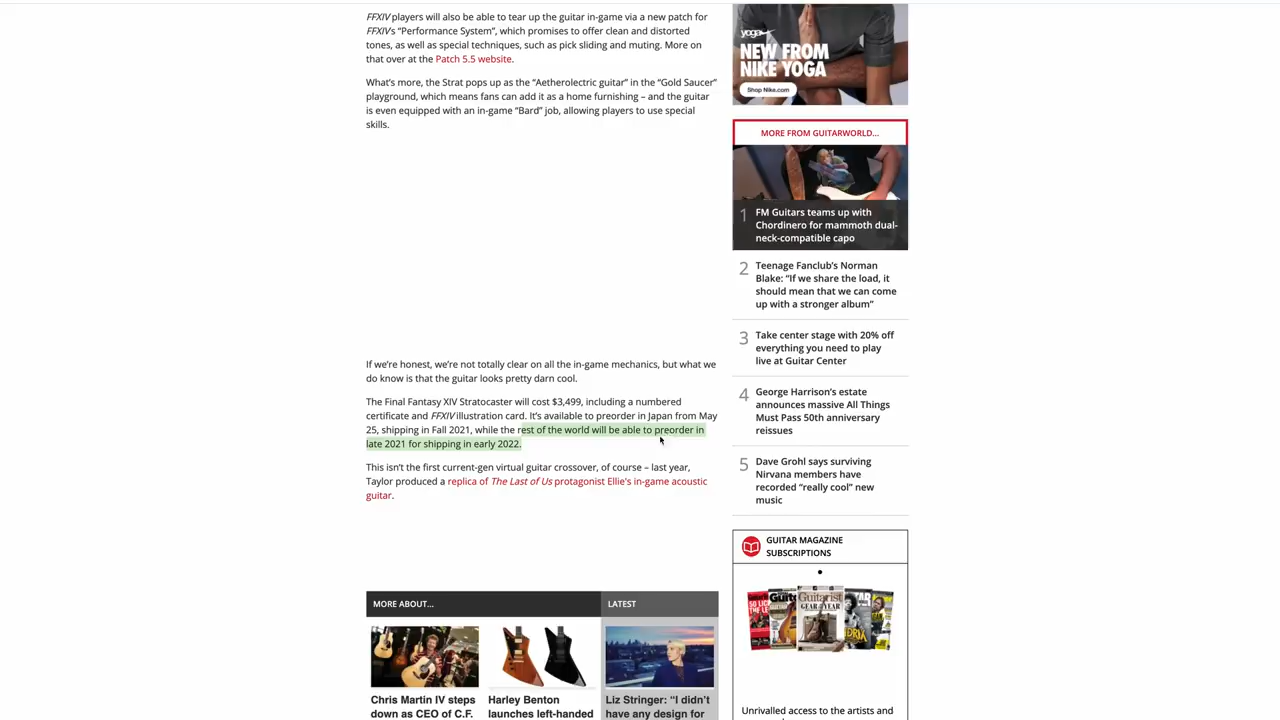 FFXIV players will also be able to tear up the guitar in-game via a new patch for
FFXIV's “Performance System”, which promises to offer clean and distorted
tones, as well as special techniques, such as pick sliding and muting. More on
that over at the Patch 5.5 website.
What's more, the Strat pops up as the “Aetherolectric guitar” in the “Gold Saucer”
playground, which means fans can add it as a home furnishing – and the guitar
is even equipped with an in-game “Bard” job, allowing players to use special
skills.
If we're honest, we're not totally clear on all the in-game mechanics, but what we
do know is that the guitar looks pretty darn cool.
The Final Fantasy XIV Stratocaster will cost $3,499, including a numbered
certificate and FFXIV illustration card. It's available to preorder in Japan from May
25, shipping in Fall 2021, while the rest of the world will be able to preorder in
late 2021 for shipping in early 2022.
This isn't the first current-gen virtual guitar crossover, of course – last year,
Taylor produced a replica of The Last of Us protagonist Ellie's in-game acoustic
guitar.
MORE ABOUT...
LATEST
Chris Martin IV steps
down as CEO of C.F.
Harley Benton
launches left-handed
Liz Stringer: “I didn't
have any design for
yoga
NEW FROM
NIKE YOGA
Shop Nike.com
MORE FROM GUITARWORLD...
1
FM Guitars teams up with
Chordinero for mammoth dual-
neck-compatible capo
2
Teenage Fanclub's Norman
Blake: “If we share the load, it
should mean that we can come
up with a stronger album”
3
Take center stage with 20% off
everything you need to play
live at Guitar Center
4
George Harrison's estate
announces massive All Things
Must Pass 50th anniversary
reissues
5
Dave Grohl says surviving
Nirvana members have
recorded “really cool” new
music
GUITAR MAGAZINE
SUBSCRIPTIONS
Guitarist
GEAR OF THE YEAR
Unrivalled access to the artists and